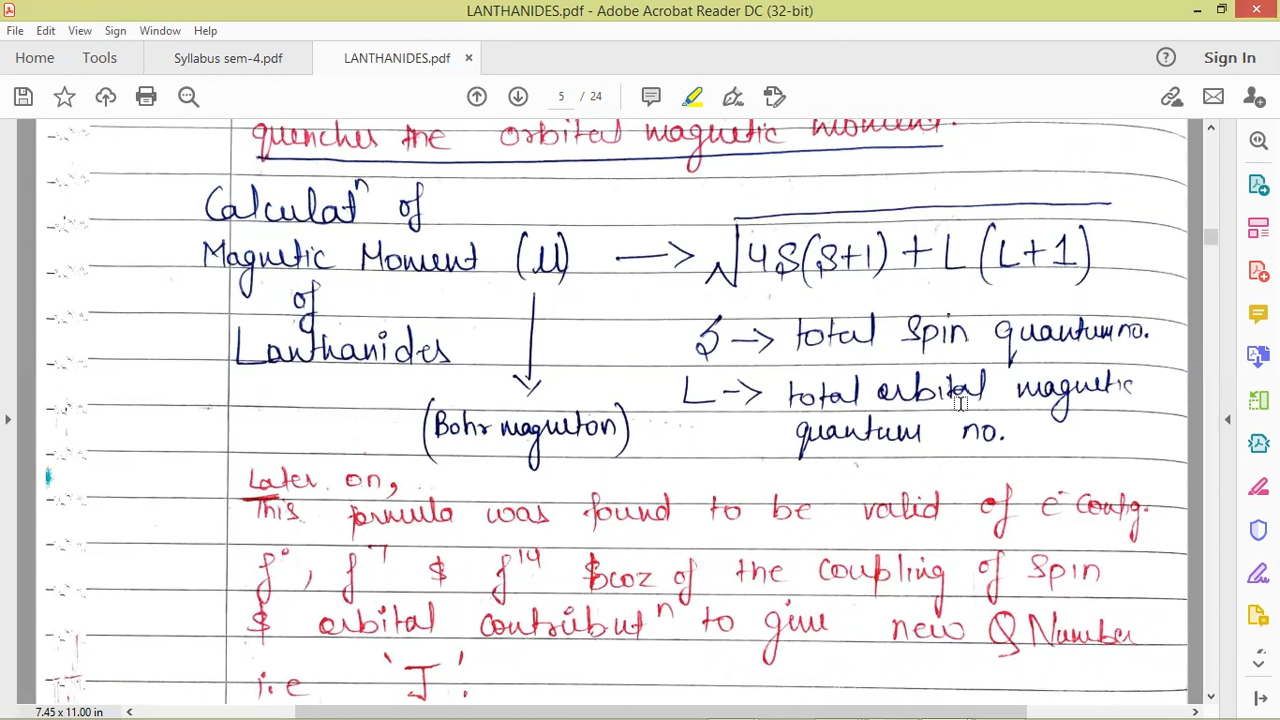 LANTHANIDES.pdf - Adobe Acrobat Reader DC (32-bit)
File Edit View Sign Window Help
Home Tools Syllabus sem-4.pdf LANTHANIDES.pdf × Sign In
5 / 24
quenches the orbital magnetic moment.
Calculatⁿ of
Magnetic Moment (μ) → √4S(S+1) + L(L+1)
of
Lanthanides
S → total spin quantum no.
L → total orbital magnetic
quantum no.
(Bohr magneton)
Later on,
This formula was found to be valid of e⁻ config.
f⁰, f⁷ & f¹⁴ bcoz of the coupling of spin
& orbital contributⁿ to give new Q Number
i.e 'J'.
7.45 x 11.00 in